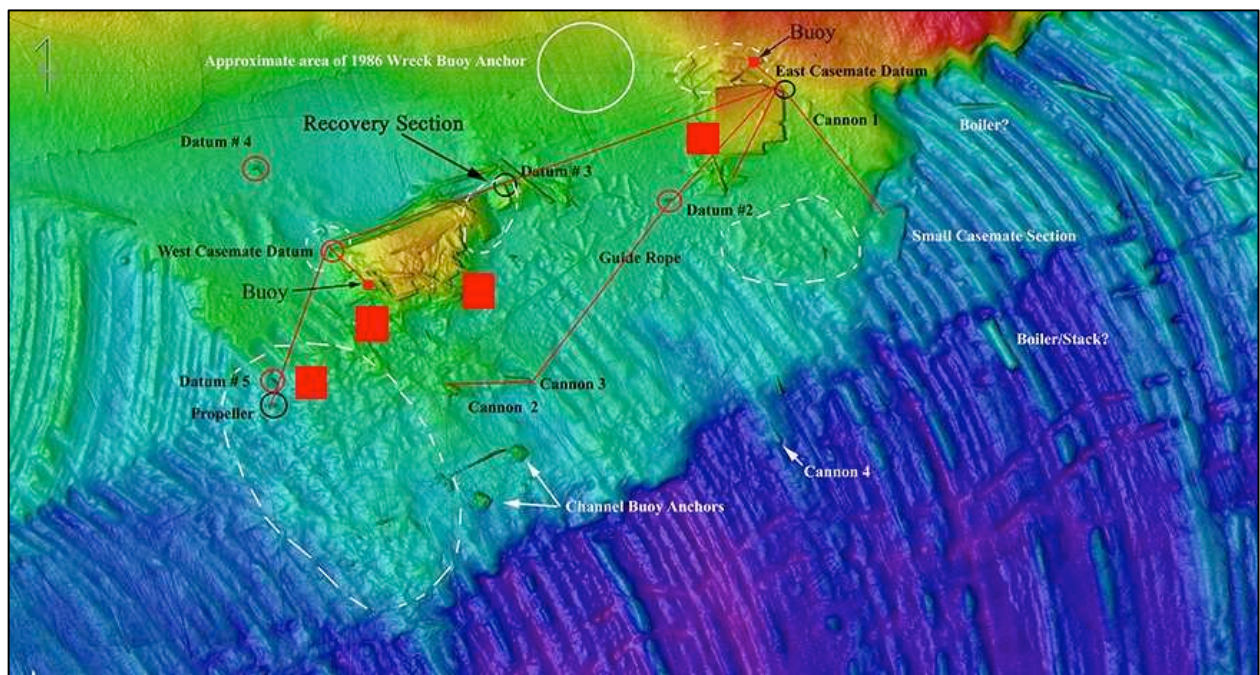 Buoy
Approximate area of 1986 Wreck Buoy Anchor
East Casemate Datum
Recovery Section
Cannon 1
Boiler?
Datum # 4
Datum # 3
Datum #2
West Casemate Datum
Small Casemate Section
Guide Rope
Buoy
Boiler/Stack?
Datum # 5
Cannon 3
Propeller
Cannon 2
Cannon 4
Channel Buoy Anchors